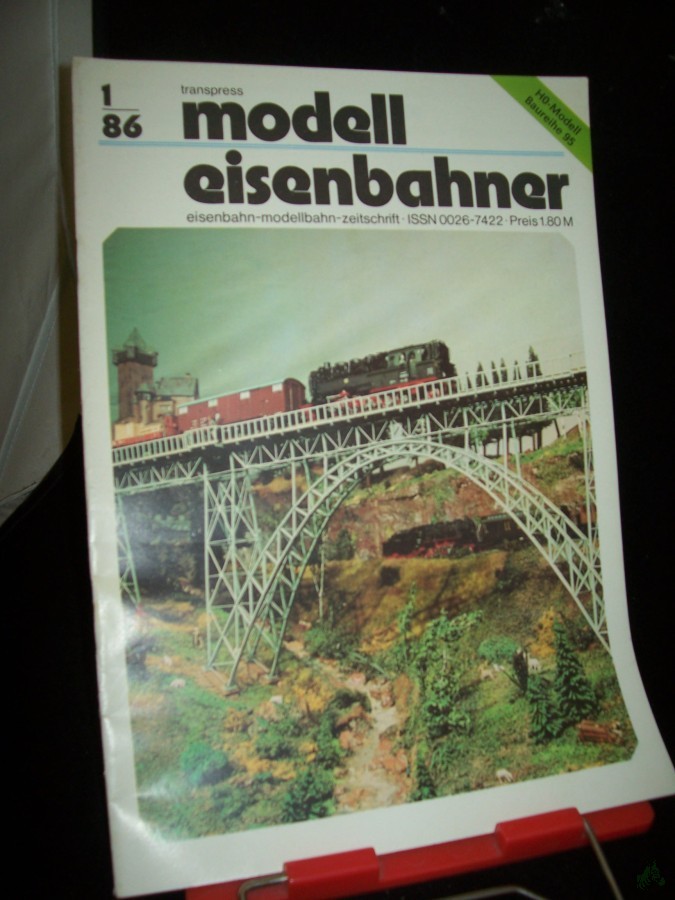 1
86
transpress
modell
eisenbahner
eisenbahn-modellbahn-zeitschrift · ISSN 0026-7422 · Preis 1.80 M
H0-Modell
Baureihe 95